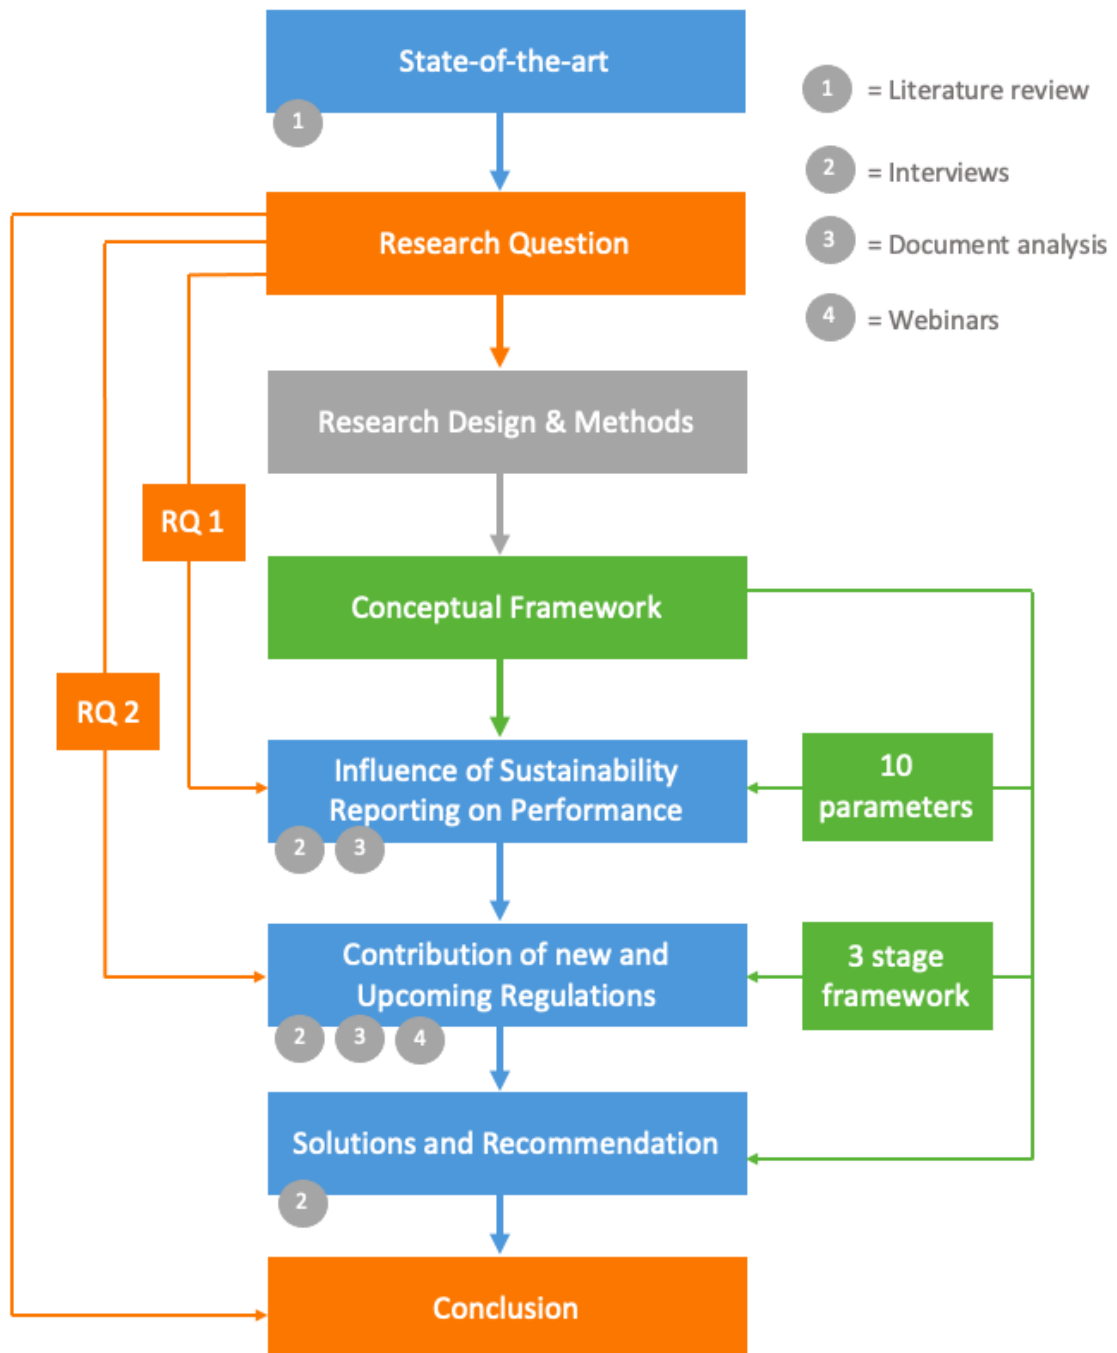 State-of-the-art
1
1 = Literature review
2 = Interviews
3 = Document analysis
4 = Webinars
Research Question
Research Design & Methods
RQ 1
Conceptual Framework
RQ 2
Influence of Sustainability
Reporting on Performance
2 3
10
parameters
Contribution of new and
Upcoming Regulations
2 3 4
3 stage
framework
Solutions and Recommendation
2
Conclusion